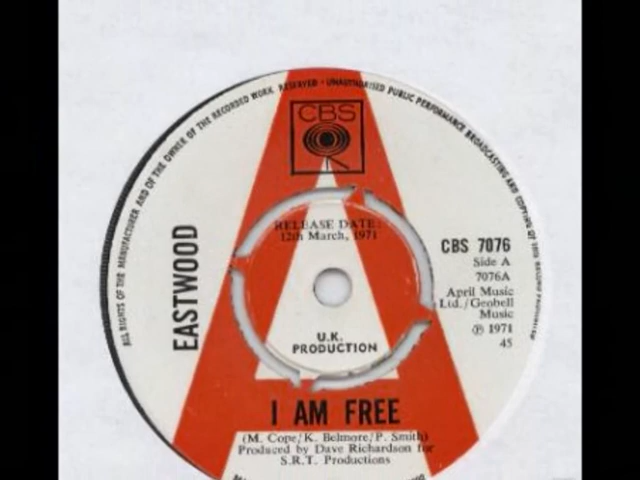 ALL RIGHTS OF THE MANUFACTURER AND OF THE OWNER OF THE RECORDED WORK RESERVED · UNAUTHORISED PUBLIC PERFORMANCE BROADCASTING AND COPYING OF THIS RECORD PROHIBITED
CBS
RELEASE DATE:
12th March, 1971
EASTWOOD
CBS 7076
Side A
7076A
April Music
Ltd./Genbell
Music
℗ 1971
45
U.K.
PRODUCTION
I AM FREE
(M. Cope/K. Belmore/P. Smith)
Produced by Dave Richardson for
S.R.T. Productions